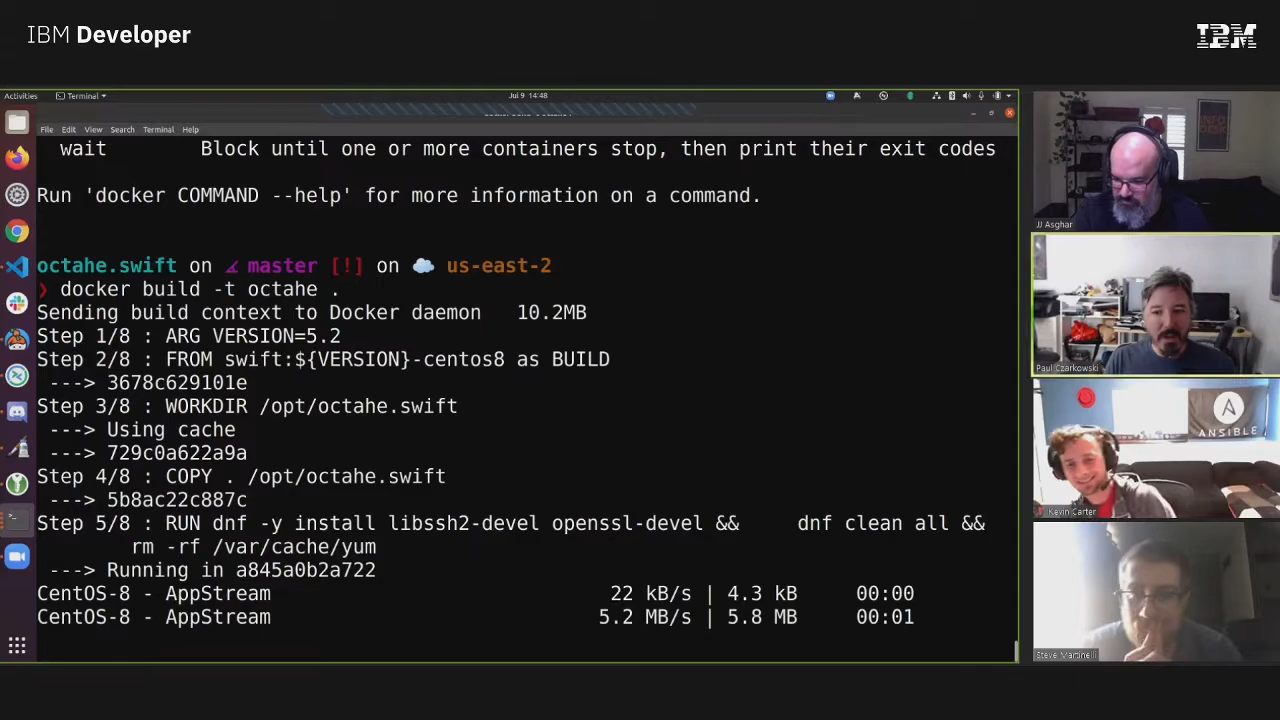 IBM Developer
IBM
Activities
Terminal
Jul 9 14:48
File Edit View Search Terminal Help
wait Block until one or more containers stop, then print their exit codes
Run 'docker COMMAND --help' for more information on a command.
octahe.swift on master [!] on us-east-2
❯ docker build -t octahe .
Sending build context to Docker daemon 10.2MB
Step 1/8 : ARG VERSION=5.2
Step 2/8 : FROM swift:${VERSION}-centos8 as BUILD
---> 3678c629101e
Step 3/8 : WORKDIR /opt/octahe.swift
---> Using cache
---> 729c0a622a9a
Step 4/8 : COPY . /opt/octahe.swift
---> 5b8ac22c887c
Step 5/8 : RUN dnf -y install libssh2-devel openssl-devel && dnf clean all &&
rm -rf /var/cache/yum
---> Running in a845a0b2a722
CentOS-8 - AppStream 22 kB/s | 4.3 kB 00:00
CentOS-8 - AppStream 5.2 MB/s | 5.8 MB 00:01
JJ Asghar
Paul Czarkowski
ANSIBLE
Kevin Carter
Steve Martinelli